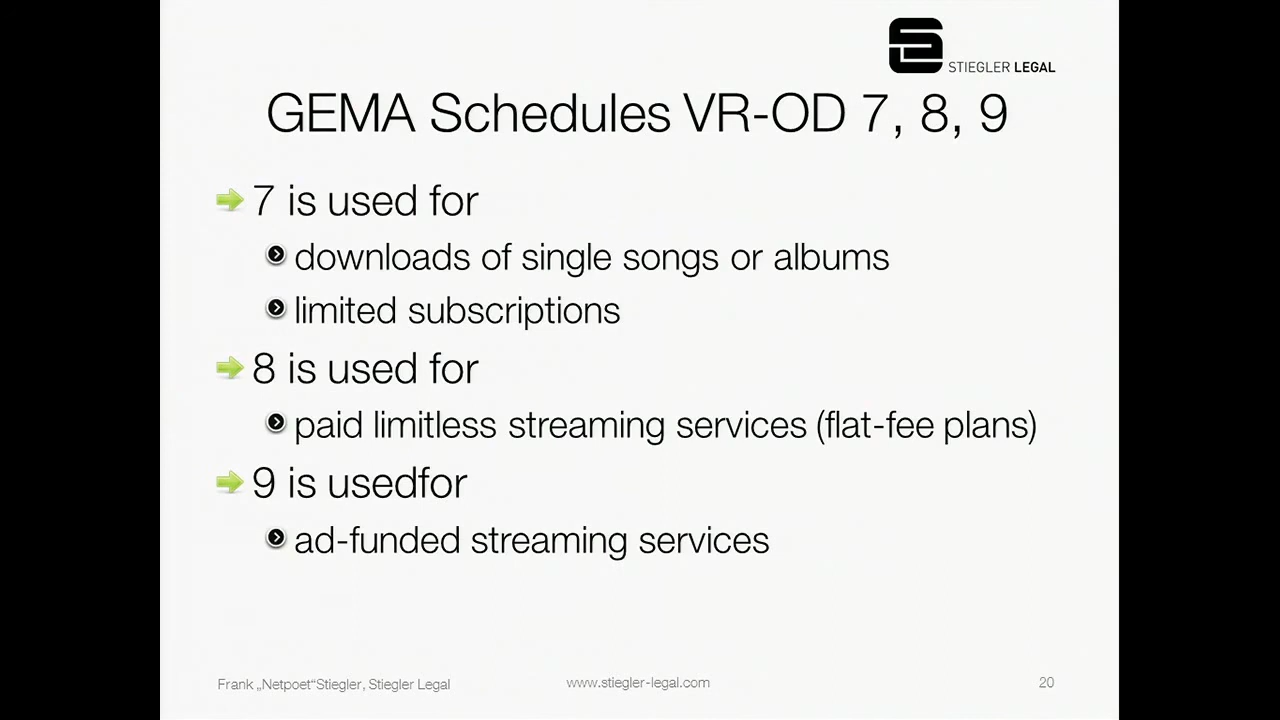 STIEGLER LEGAL
GEMA Schedules VR-OD 7, 8, 9
7 is used for
downloads of single songs or albums
limited subscriptions
8 is used for
paid limitless streaming services (flat-fee plans)
9 is usedfor
ad-funded streaming services
Frank „Netpoet“Stiegler, Stiegler Legal
www.stiegler-legal.com
20